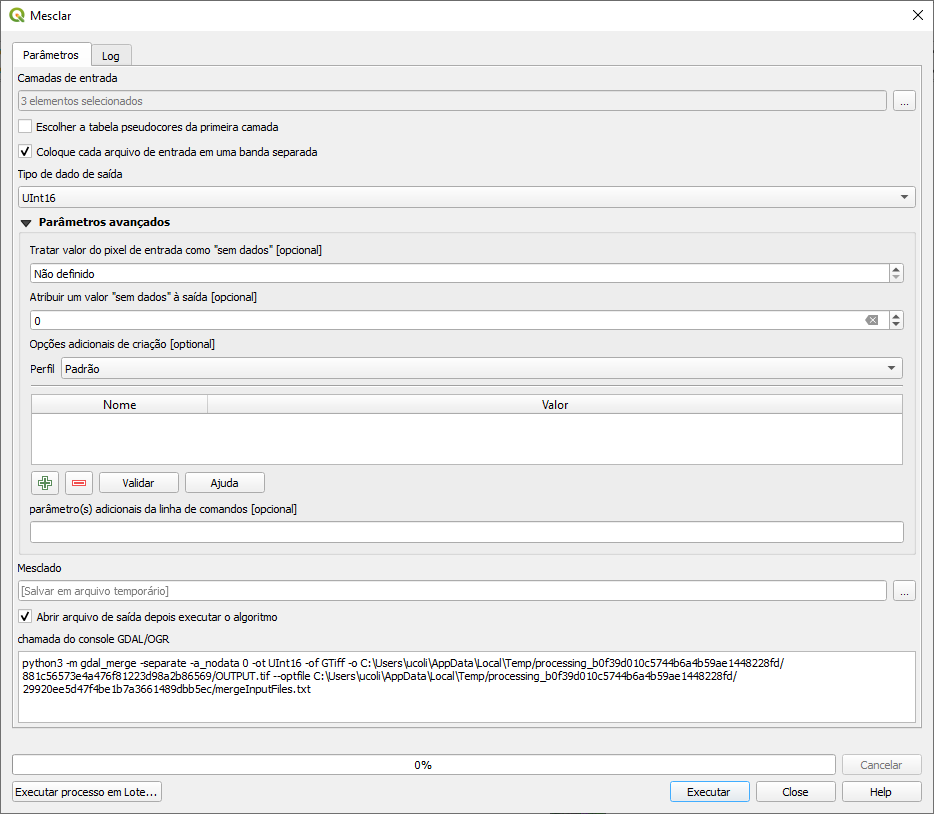 Mesclar
Parâmetros
Log
Camadas de entrada
3 elementos selecionados
...
Escolher a tabela pseudocores da primeira camada
Coloque cada arquivo de entrada em uma banda separada
Tipo de dado de saída
UInt16
Parâmetros avançados
Tratar valor do pixel de entrada como "sem dados" [opcional]
Não definido
Atribuir um valor "sem dados" à saída [opcional]
0
Opções adicionais de criação [optional]
Perfil Padrão
Nome Valor
Validar Ajuda
parâmetro(s) adicionais da linha de comandos [opcional]
Mesclado
[Salvar em arquivo temporário]
...
Abrir arquivo de saída depois executar o algoritmo
chamada do console GDAL/OGR
python3 -m gdal_merge -separate -a_nodata 0 -ot UInt16 -of GTiff -o C:\Users\ucoli\AppData\Local\Temp/processing_b0f39d010c5744b6a4b59ae1448228fd/
881c56573e4a476f81223d98a2b86569/OUTPUT.tif --optfile C:\Users\ucoli\AppData\Local\Temp/processing_b0f39d010c5744b6a4b59ae1448228fd/
29920ee5d47f4be1b7a3661489dbb5ec/mergeInputFiles.txt
0%
Cancelar
Executar processo em Lote...
Executar
Close
Help